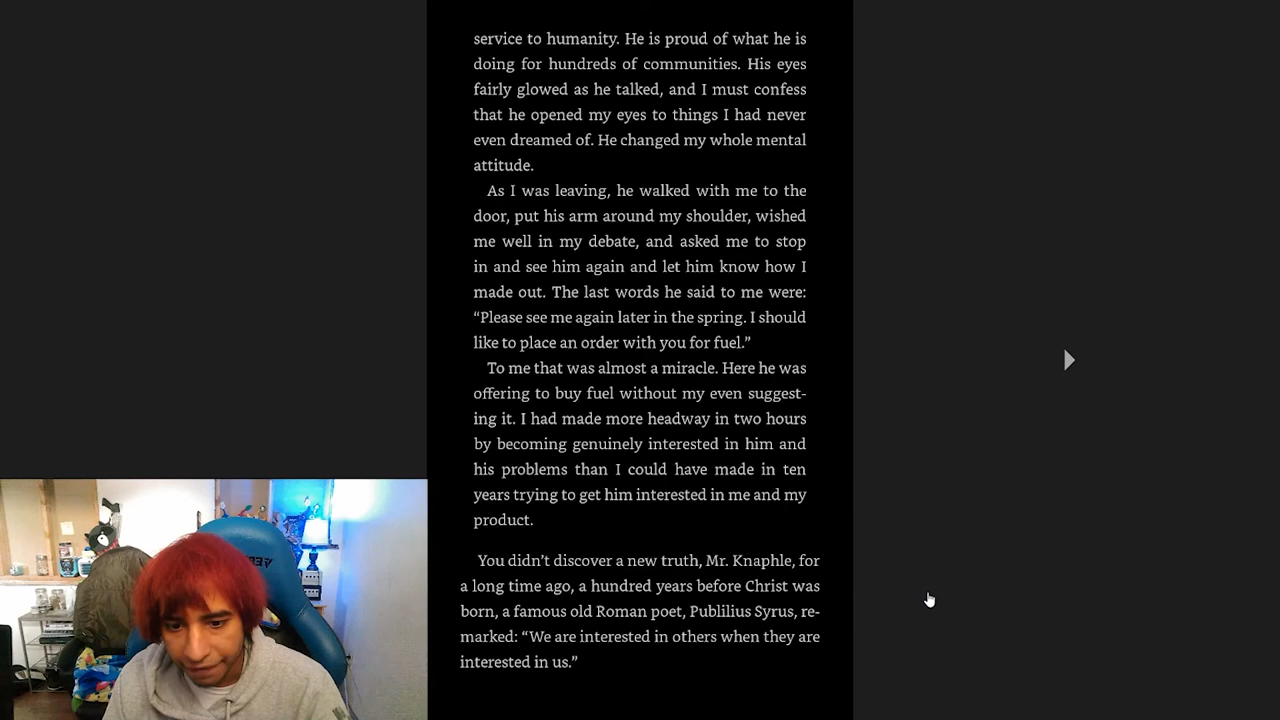 service to humanity. He is proud of what he is
doing for hundreds of communities. His eyes
fairly glowed as he talked, and I must confess
that he opened my eyes to things I had never
even dreamed of. He changed my whole mental
attitude.
As I was leaving, he walked with me to the
door, put his arm around my shoulder, wished
me well in my debate, and asked me to stop
in and see him again and let him know how I
made out. The last words he said to me were:
“Please see me again later in the spring. I should
like to place an order with you for fuel.”
To me that was almost a miracle. Here he was
offering to buy fuel without my even suggest-
ing it. I had made more headway in two hours
by becoming genuinely interested in him and
his problems than I could have made in ten
years trying to get him interested in me and my
product.
You didn’t discover a new truth, Mr. Knaphle, for
a long time ago, a hundred years before Christ was
born, a famous old Roman poet, Publilius Syrus, re-
marked: “We are interested in others when they are
interested in us.”